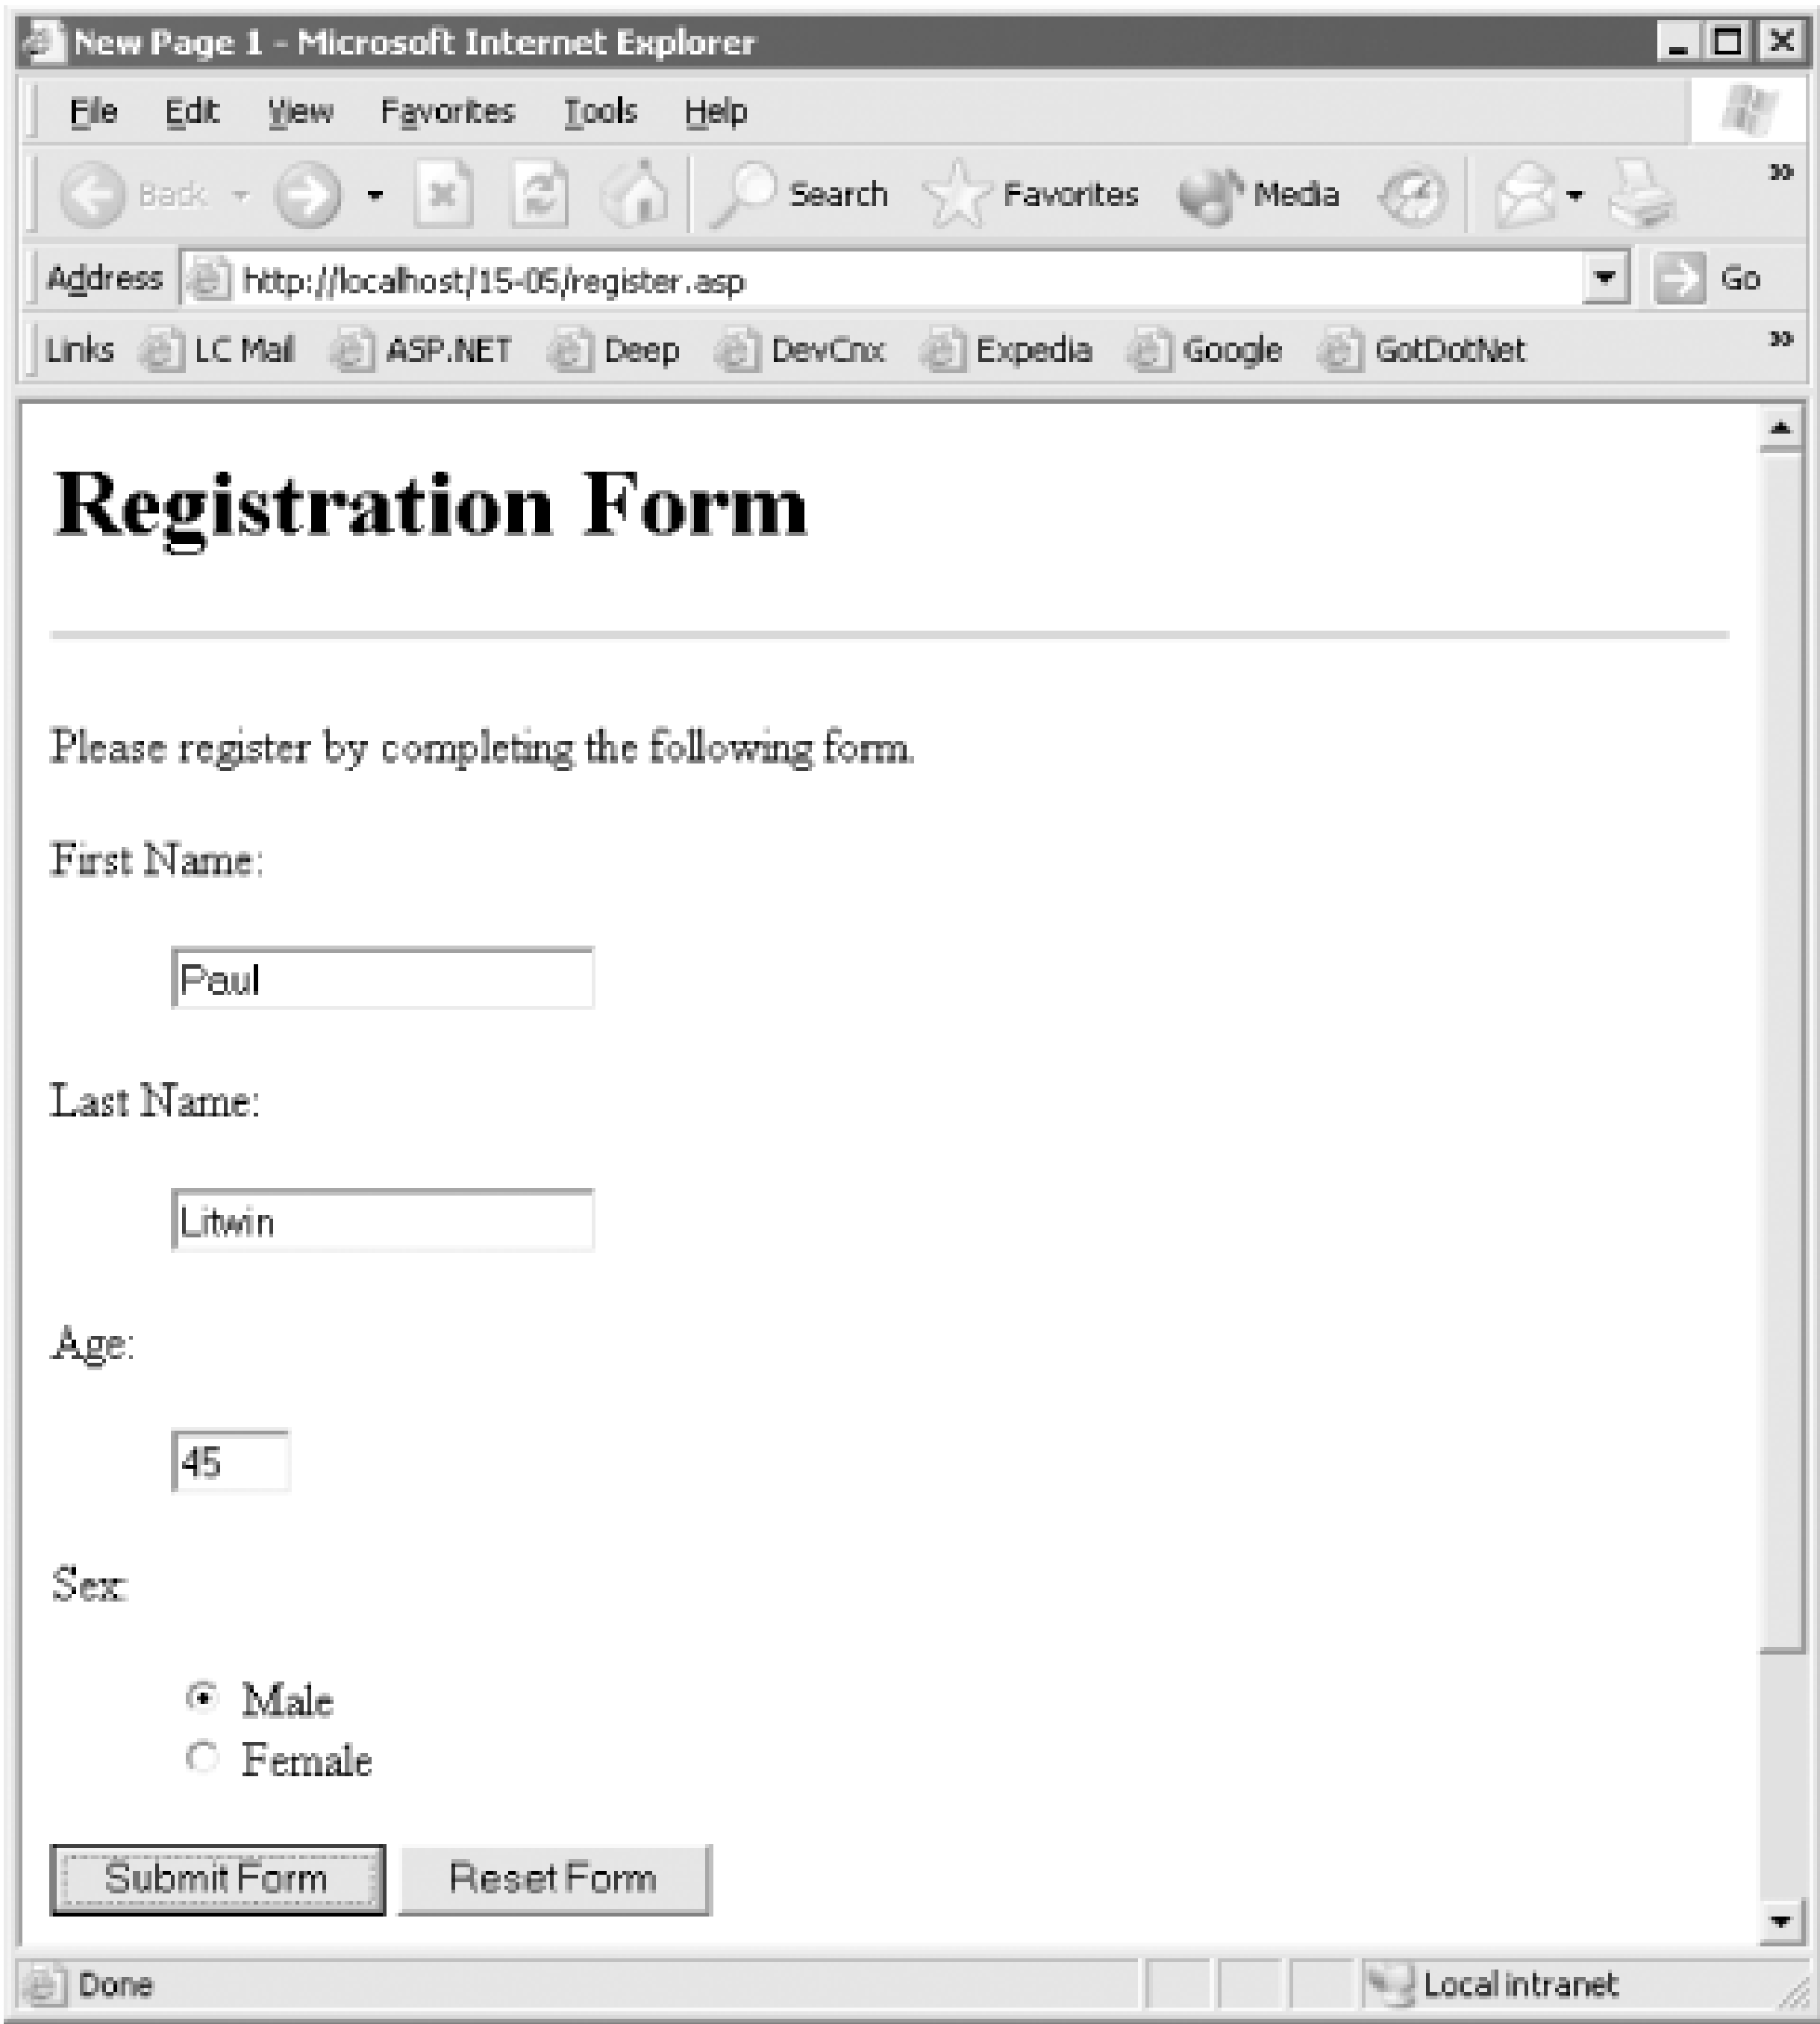 New Page 1 - Microsoft Internet Explorer
File Edit View Favorites Tools Help
Back Search Favorites Media »
Address http://localhost/15-05/register.asp Go
Links LC Mail ASP.NET Deep DevCnx Expedia Google GotDotNet »
Registration Form
Please register by completing the following form.
First Name:
Paul
Last Name:
Litwin
Age:
45
Sex:
Male
Female
Submit Form Reset Form
Done Local intranet